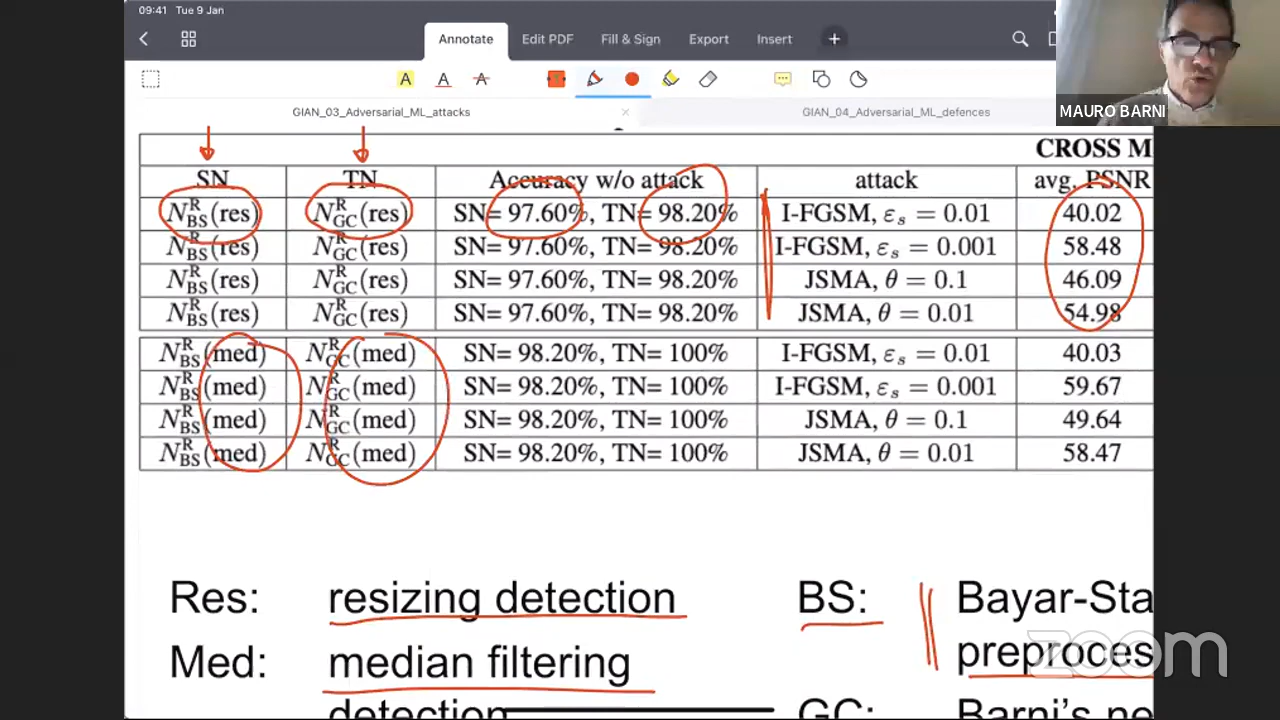 09:41 Tue 9 Jan
Annotate Edit PDF Fill & Sign Export Insert +
A A A
MAURO BARNI
GIAN_03_Adversarial_ML_attacks × GIAN_04_Adversarial_ML_defences
CROSS M
SN TN Accuracy w/o attack attack avg. PSNR
N^R_BS(res) N^R_GC(res) SN= 97.60%, TN= 98.20% I-FGSM, ε_s = 0.01 40.02
N^R_BS(res) N^R_GC(res) SN= 97.60%, TN= 98.20% I-FGSM, ε_s = 0.001 58.48
N^R_BS(res) N^R_GC(res) SN= 97.60%, TN= 98.20% JSMA, θ = 0.1 46.09
N^R_BS(res) N^R_GC(res) SN= 97.60%, TN= 98.20% JSMA, θ = 0.01 54.98
N^R_BS(med) N^R_GC(med) SN= 98.20%, TN= 100% I-FGSM, ε_s = 0.01 40.03
N^R_BS(med) N^R_GC(med) SN= 98.20%, TN= 100% I-FGSM, ε_s = 0.001 59.67
N^R_BS(med) N^R_GC(med) SN= 98.20%, TN= 100% JSMA, θ = 0.1 49.64
N^R_BS(med) N^R_GC(med) SN= 98.20%, TN= 100% JSMA, θ = 0.01 58.47
Res: resizing detection BS: Bayar-Sta
Med: median filtering preproces
detection GC: Barni's ne
zoom